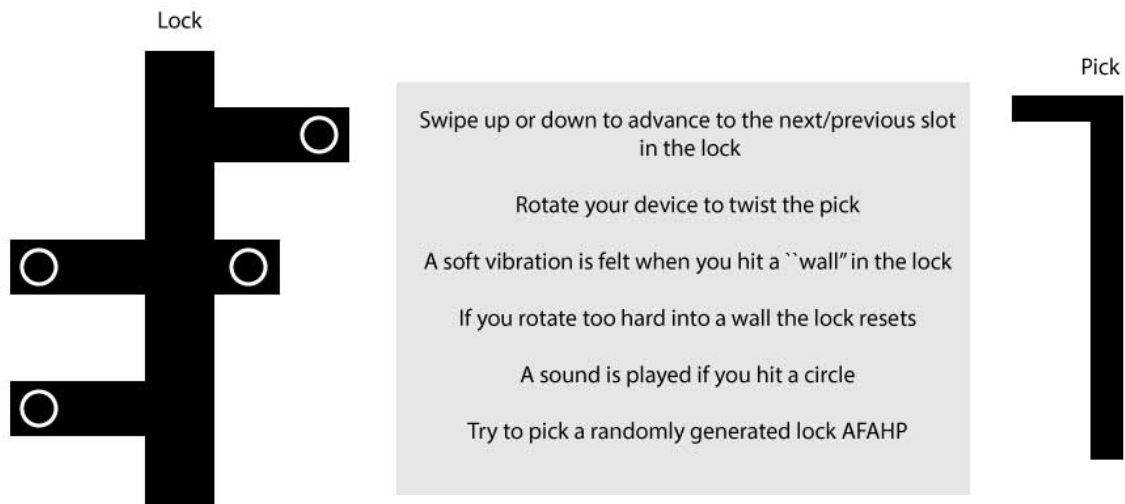 Lock
Pick
Swipe up or down to advance to the next/previous slot
in the lock
Rotate your device to twist the pick
A soft vibration is felt when you hit a ``wall” in the lock
If you rotate too hard into a wall the lock resets
A sound is played if you hit a circle
Try to pick a randomly generated lock AFAHP